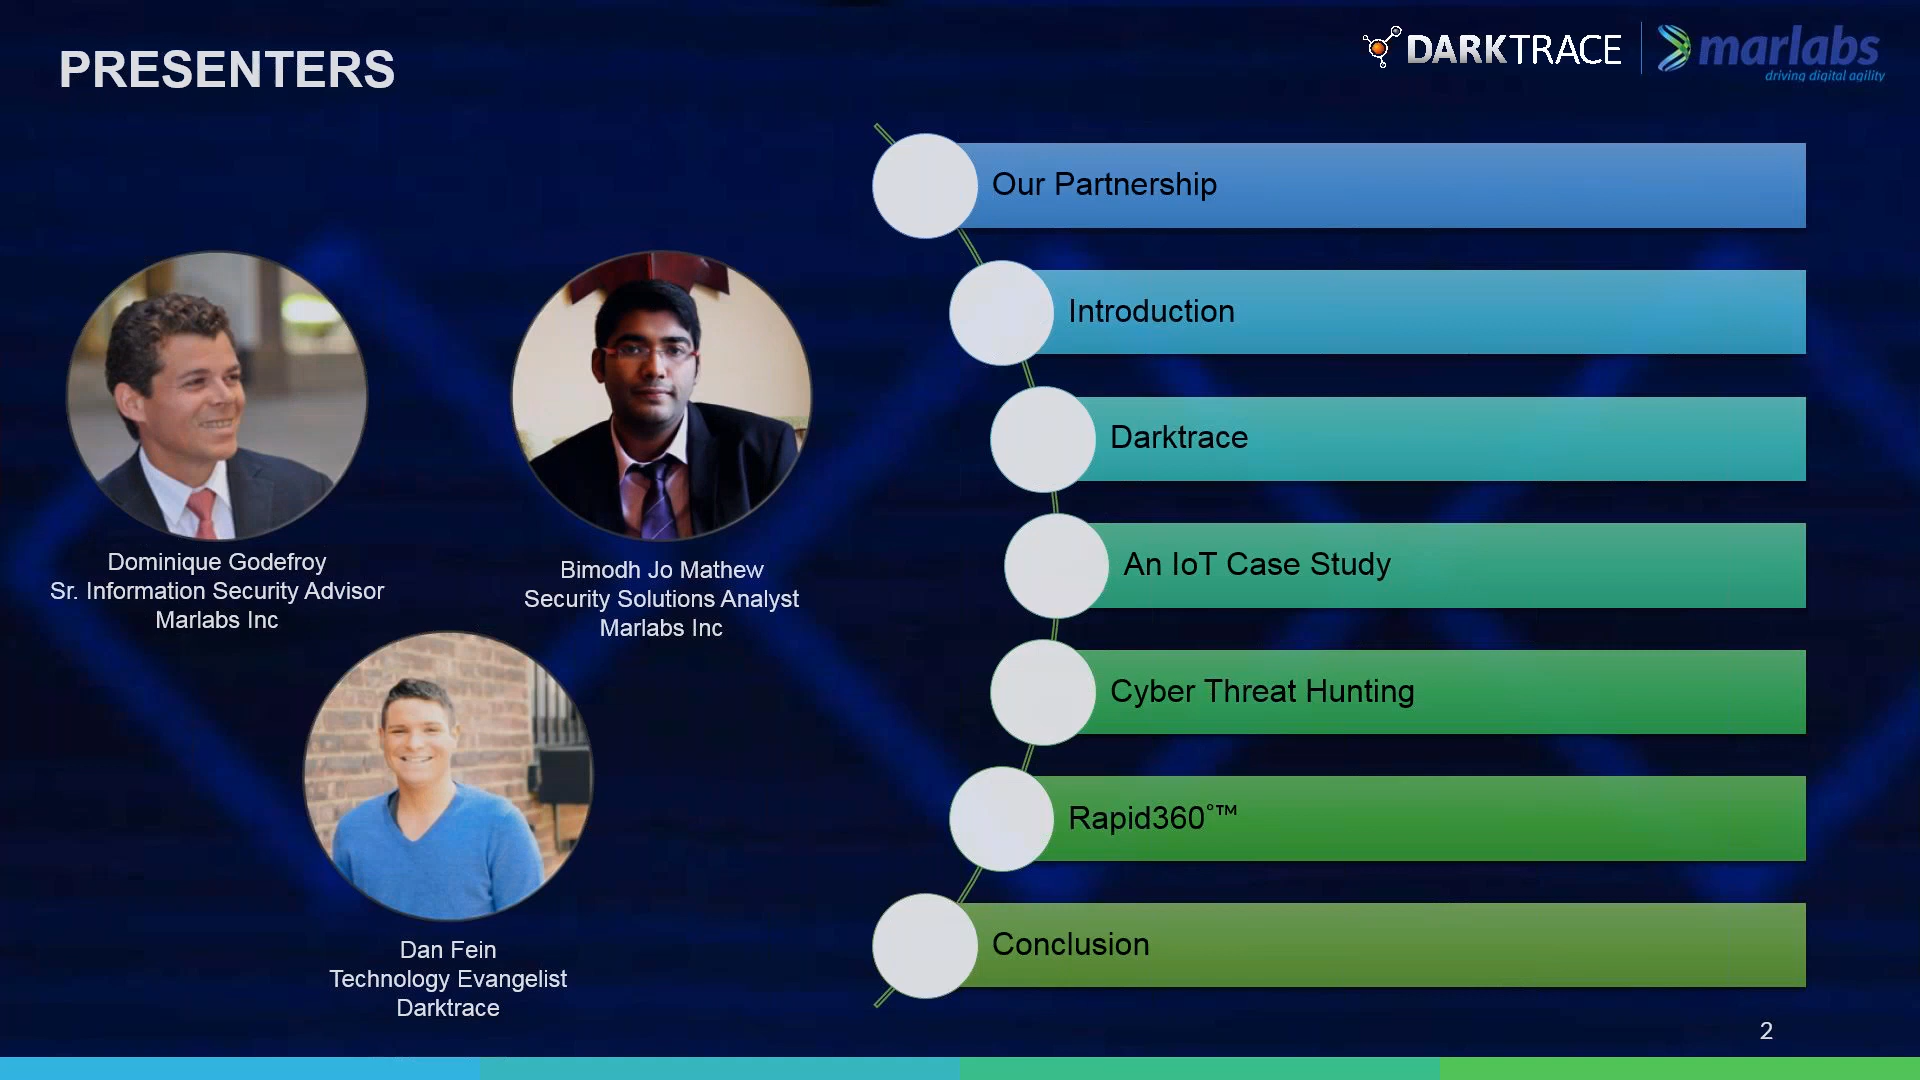 PRESENTERS
DARKTRACE
marlabs
driving digital agility
Dominique Godefroy
Sr. Information Security Advisor
Marlabs Inc
Bimodh Jo Mathew
Security Solutions Analyst
Marlabs Inc
Dan Fein
Technology Evangelist
Darktrace
Our Partnership
Introduction
Darktrace
An IoT Case Study
Cyber Threat Hunting
Rapid360°™
Conclusion
2